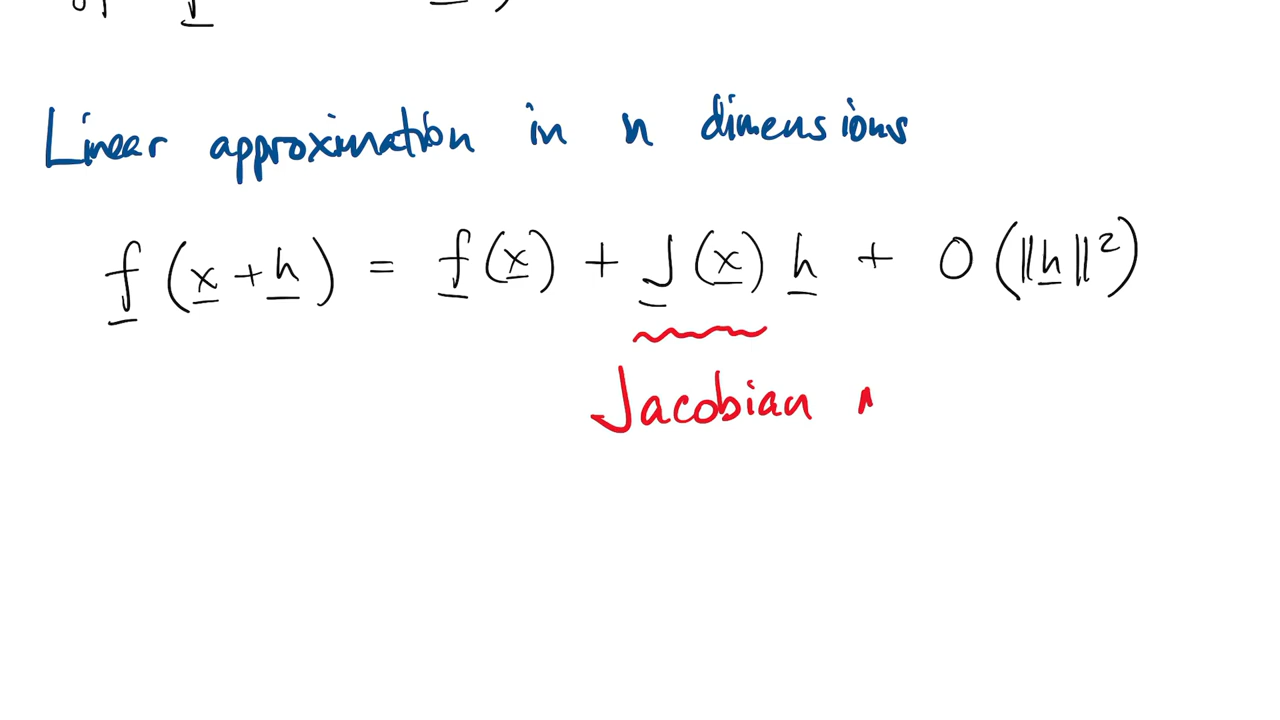 Linear approximation in n dimensions
f (x + h) = f (x) + J (x) h + O (||h||²)
Jacobian